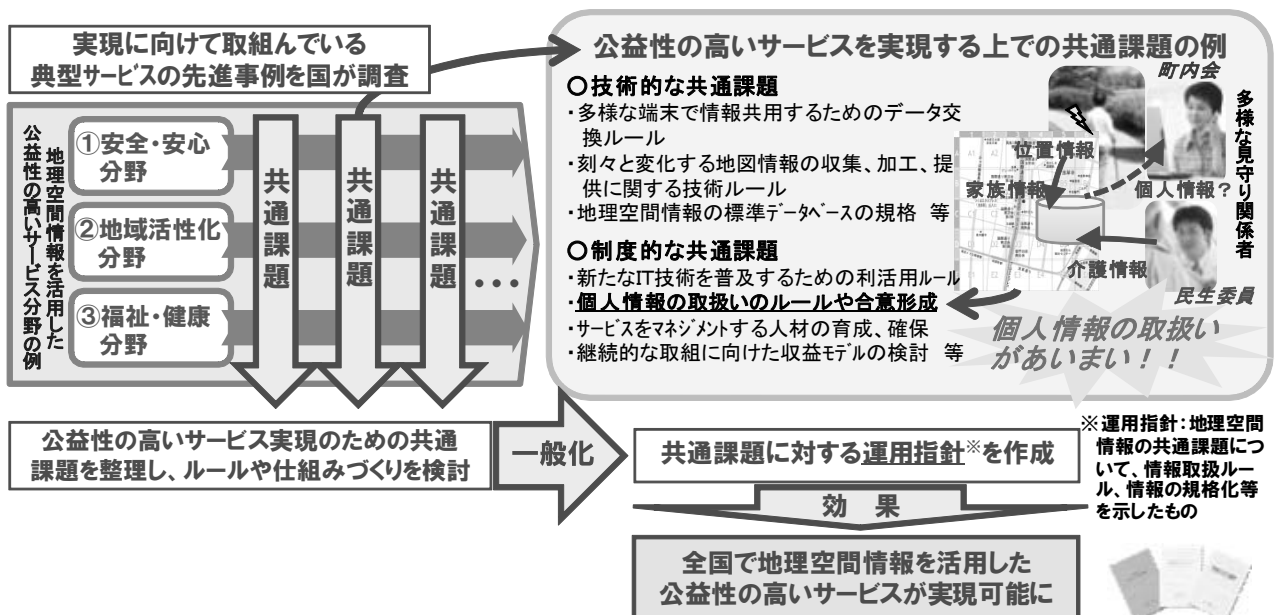 実現に向けて取組んでいる
典型サービスの先進事例を国が調査
地理空間情報を活用した
公益性の高いサービス分野の例
①安全・安心
分野
②地域活性化
分野
③福祉・健康
分野
共通課題
共通課題
共通課題
・・・
公益性の高いサービスを実現する上での共通課題の例
〇技術的な共通課題
・多様な端末で情報共用するためのデータ交
換ルール
・刻々と変化する地図情報の収集、加工、提
供に関する技術ルール
・地理空間情報の標準データベースの規格 等
〇制度的な共通課題
・新たなIT技術を普及するための利活用ルール
・個人情報の取扱いのルールや合意形成
・サービスをマネジメントする人材の育成、確保
・継続的な取組に向けた収益モデルの検討 等
町内会
多様な見守り関係者
位置情報
家族情報
個人情報?
介護情報
民生委員
個人情報の取扱い
があいまい!!
公益性の高いサービス実現のための共通
課題を整理し、ルールや仕組みづくりを検討
一般化
共通課題に対する運用指針※を作成
※運用指針:地理空間
情報の共通課題につ
いて、情報取扱ルー
ル、情報の規格化等
を示したもの
効 果
全国で地理空間情報を活用した
公益性の高いサービスが実現可能に